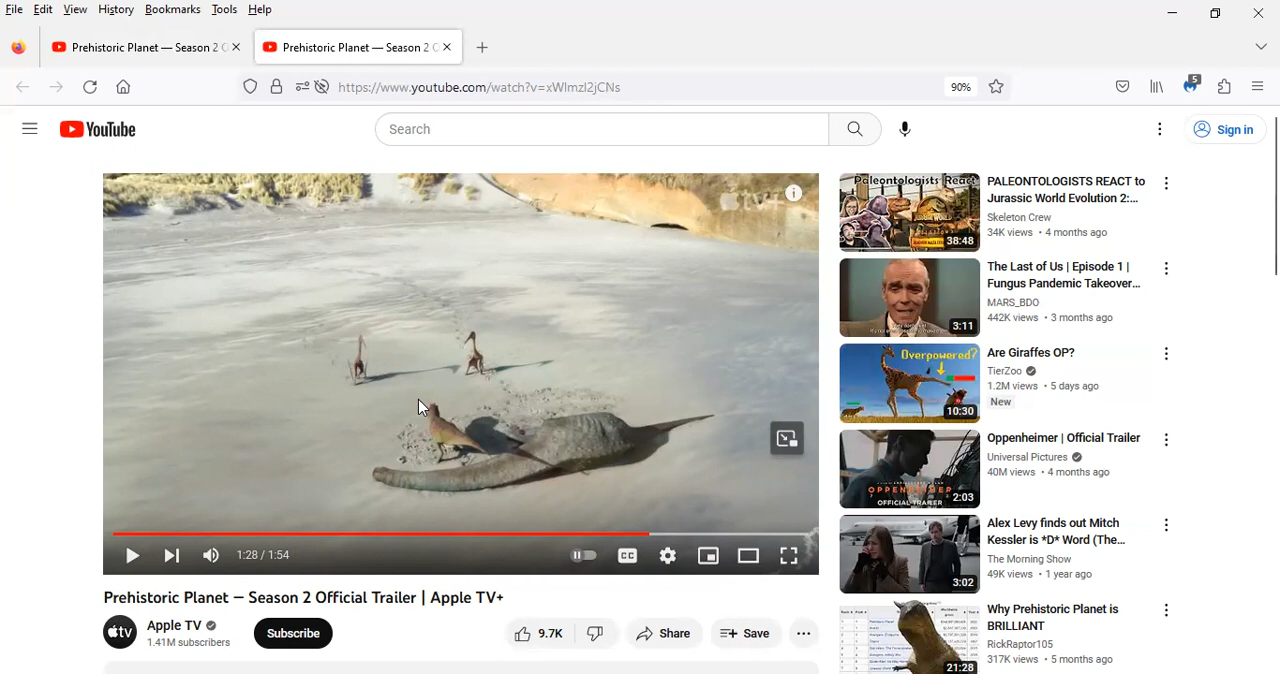 File Edit View History Bookmarks Tools Help
Prehistoric Planet — Season 2 O
Prehistoric Planet — Season 2 O
https://www.youtube.com/watch?v=xWlmzI2jCNs
90%
5
YouTube
Search
Sign in
tv+
1:28 / 1:54
CC
Prehistoric Planet — Season 2 Official Trailer | Apple TV+
tv
Apple TV
1.41M subscribers
Subscribe
9.7K
Share
Save
Paleontologists React
38:48
PALEONTOLOGISTS REACT to
Jurassic World Evolution 2:...
Skeleton Crew
34K views • 4 months ago
3:11
The Last of Us | Episode 1 |
Fungus Pandemic Takeover...
MARS_BDO
442K views • 3 months ago
Overpowered?
10:30
Are Giraffes OP?
TierZoo
1.2M views • 5 days ago
New
OPPENHEIMER
OFFICIAL TRAILER
2:03
Oppenheimer | Official Trailer
Universal Pictures
40M views • 4 months ago
3:02
Alex Levy finds out Mitch
Kessler is *D* Word (The...
The Morning Show
49K views • 1 year ago
21:28
Why Prehistoric Planet is
BRILLIANT
RickRaptor105
317K views • 5 months ago